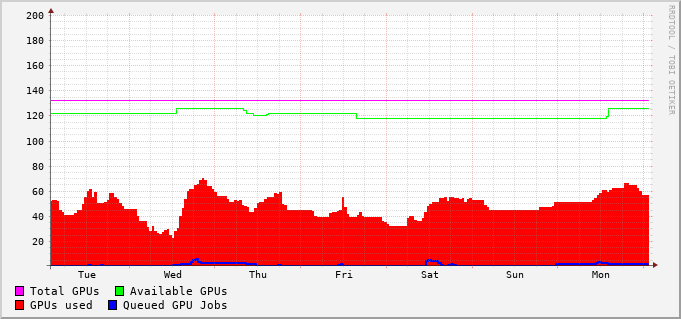 200
180
160
140
120
100
80
60
40
20
Tue Wed Thu Fri Sat Sun Mon
Total GPUs Available GPUs
GPUs used Queued GPU Jobs
RRDTOOL / TOBI OETIKER